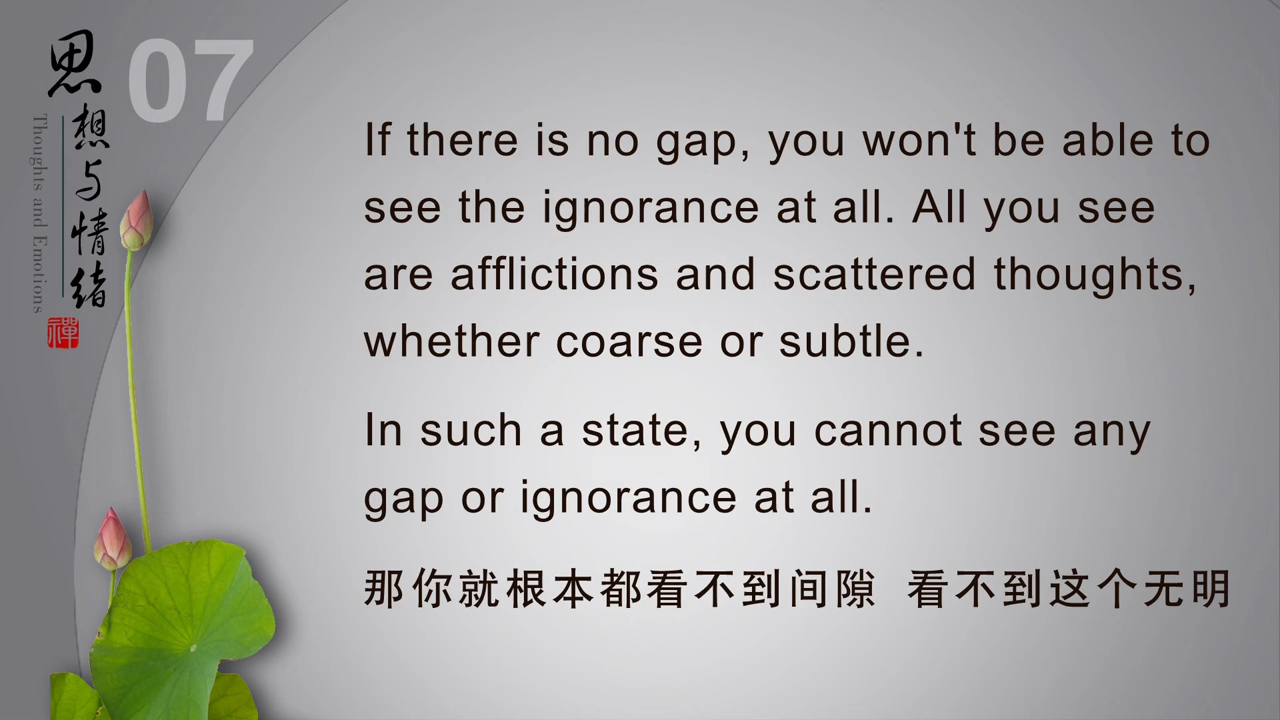 思想与情绪
Thoughts and Emotions
禪
07
If there is no gap, you won't be able to
see the ignorance at all. All you see
are afflictions and scattered thoughts,
whether coarse or subtle.
In such a state, you cannot see any
gap or ignorance at all.
那你就根本都看不到间隙 看不到这个无明